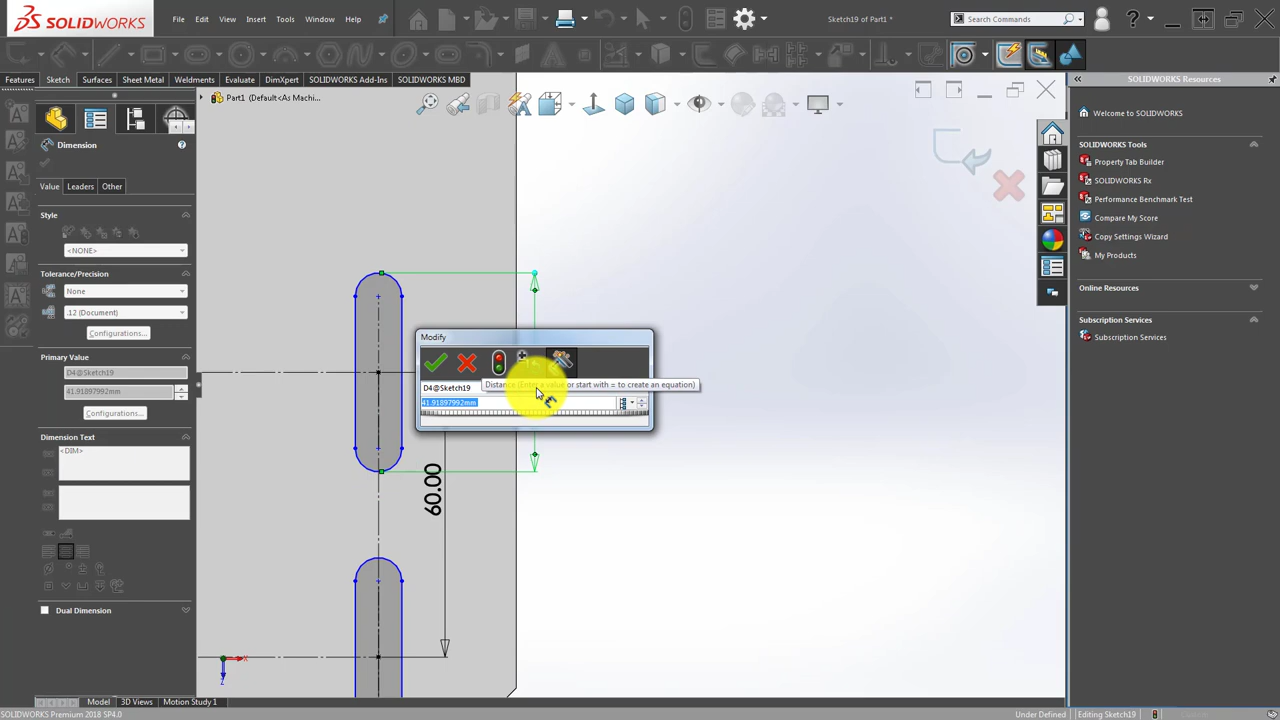 SOLIDWORKS
File Edit View Insert Tools Window Help
Sketch19 of Part1 *
Search Commands
Features Sketch Surfaces Sheet Metal Weldments Evaluate DimXpert SOLIDWORKS Add-Ins SOLIDWORKS MBD
SOLIDWORKS Resources
Part1 (Default<As Machi...
Welcome to SOLIDWORKS
Dimension
SOLIDWORKS Tools
Property Tab Builder
SOLIDWORKS Rx
Performance Benchmark Test
Compare My Score
Copy Settings Wizard
My Products
Online Resources
Subscription Services
Subscription Services
Value Leaders Other
Style
<NONE>
Tolerance/Precision
None
.12 (Document)
Configurations...
Primary Value
D4@Sketch19
41.91897992mm
Configurations...
Dimension Text
<DIM>
Dual Dimension
Modify
D4@Sketch19
Distance (Enter a value or start with = to create an equation)
41.91897992mm
60.00
X
Model 3D Views Motion Study 1
SOLIDWORKS Premium 2018 SP4.0
Under Defined Editing Sketch19